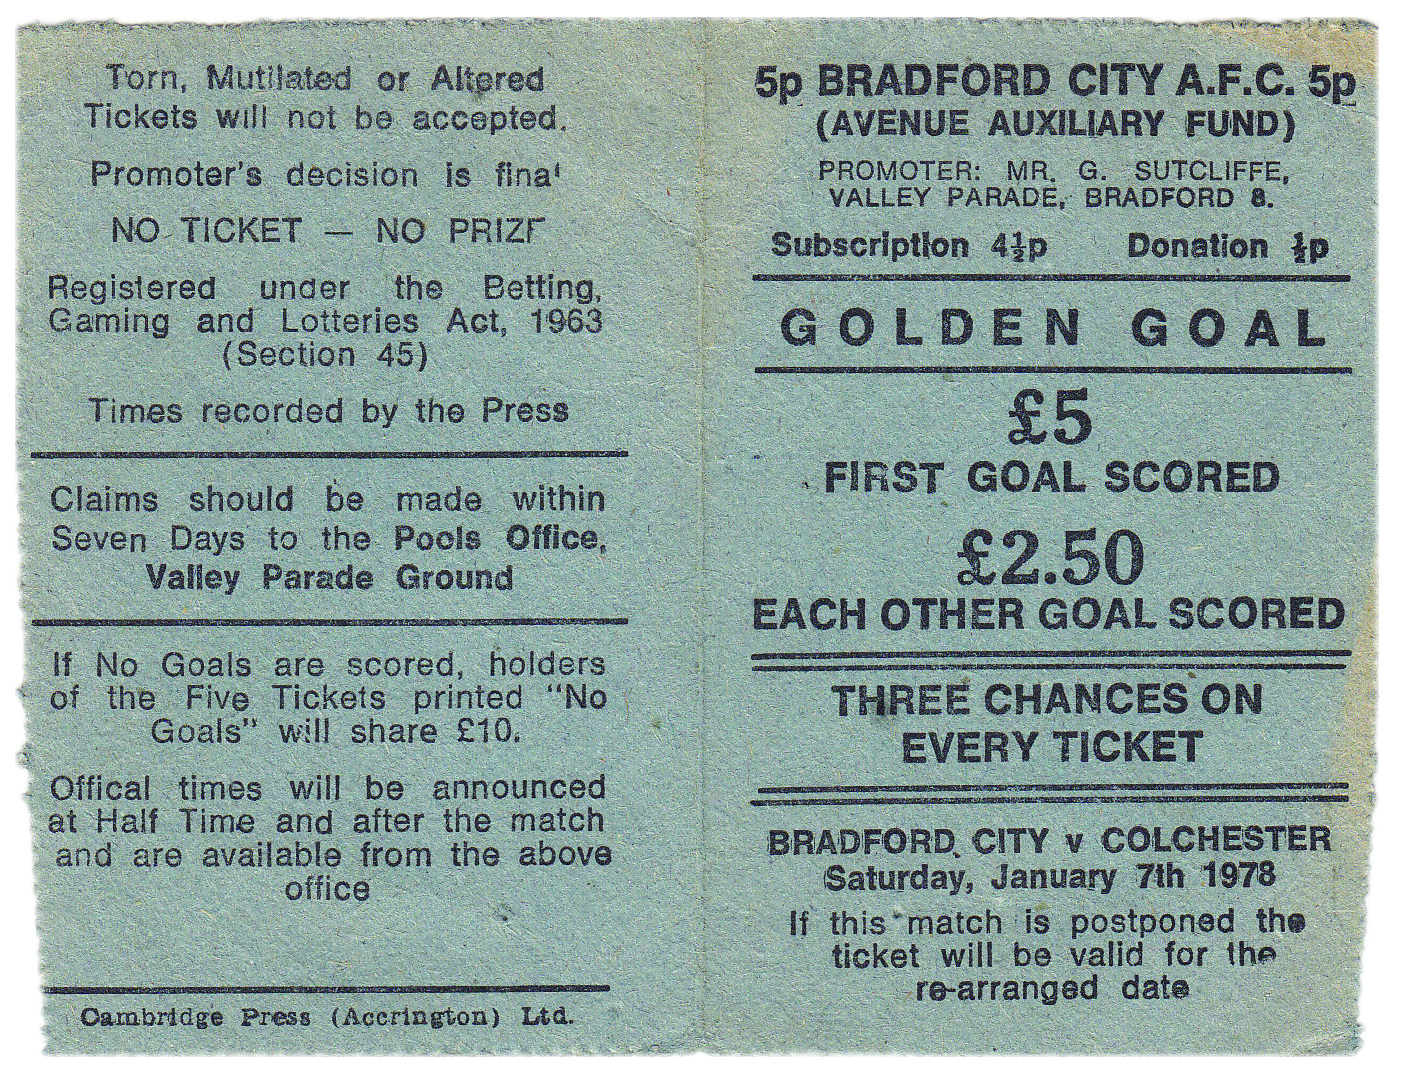 Torn, Mutilated or Altered
Tickets will not be accepted.
Promoter's decision is final
NO TICKET — NO PRIZE
Registered under the Betting,
Gaming and Lotteries Act, 1963
(Section 45)
Times recorded by the Press
Claims should be made within
Seven Days to the Pools Office,
Valley Parade Ground
If No Goals are scored, holders
of the Five Tickets printed "No
Goals" will share £10.
Offical times will be announced
at Half Time and after the match
and are available from the above
office
Cambridge Press (Accrington) Ltd.
5p BRADFORD CITY A.F.C. 5p
(AVENUE AUXILIARY FUND)
PROMOTER: MR. G. SUTCLIFFE,
VALLEY PARADE, BRADFORD 8.
Subscription 4½p Donation ½p
GOLDEN GOAL
£5
FIRST GOAL SCORED
£2.50
EACH OTHER GOAL SCORED
THREE CHANCES ON
EVERY TICKET
BRADFORD CITY v COLCHESTER
Saturday, January 7th 1978
If this match is postponed the
ticket will be valid for the
re-arranged date